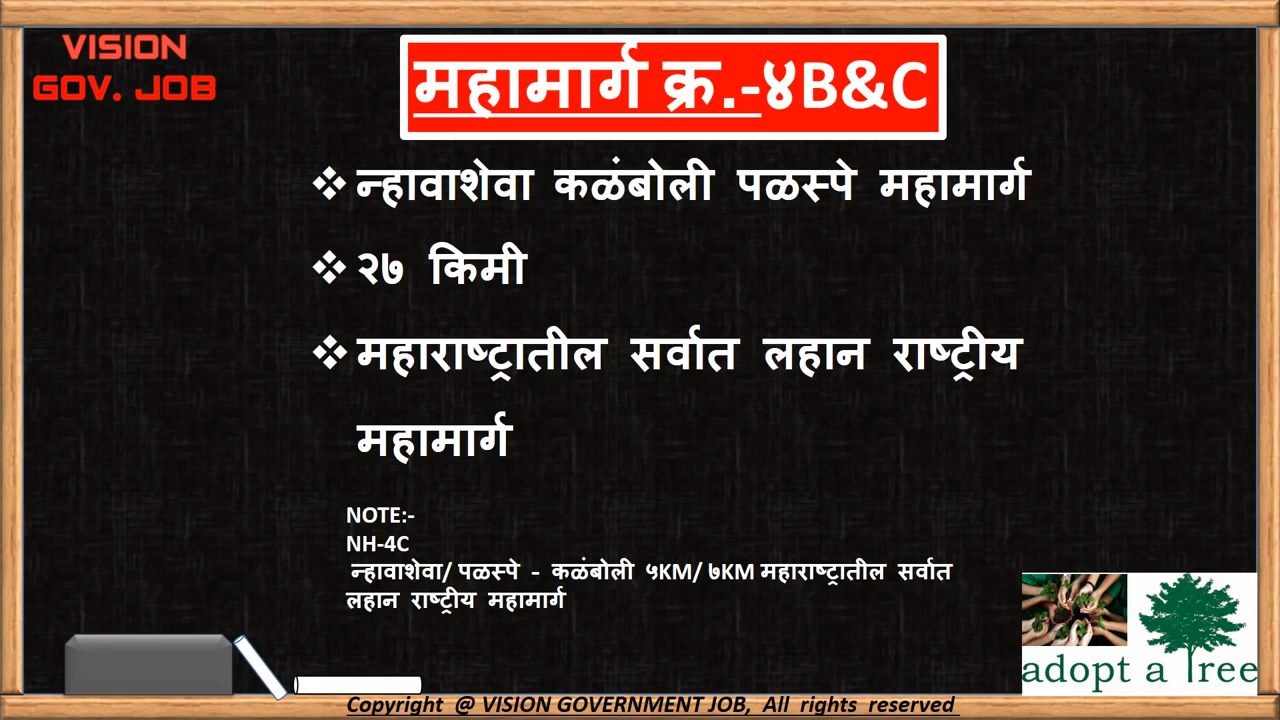 VISION
GOV. JOB
महामार्ग क्र.-४B&C
❖ न्हावाशेवा कळंबोली पळस्पे महामार्ग
❖ २७ किमी
❖ महाराष्ट्रातील सर्वात लहान राष्ट्रीय
महामार्ग
NOTE:-
NH-4C
न्हावाशेवा/ पळस्पे - कळंबोली ५KM/ ७KM महाराष्ट्रातील सर्वात
लहान राष्ट्रीय महामार्ग
adopt a Tree
Copyright @ VISION GOVERNMENT JOB, All rights reserved